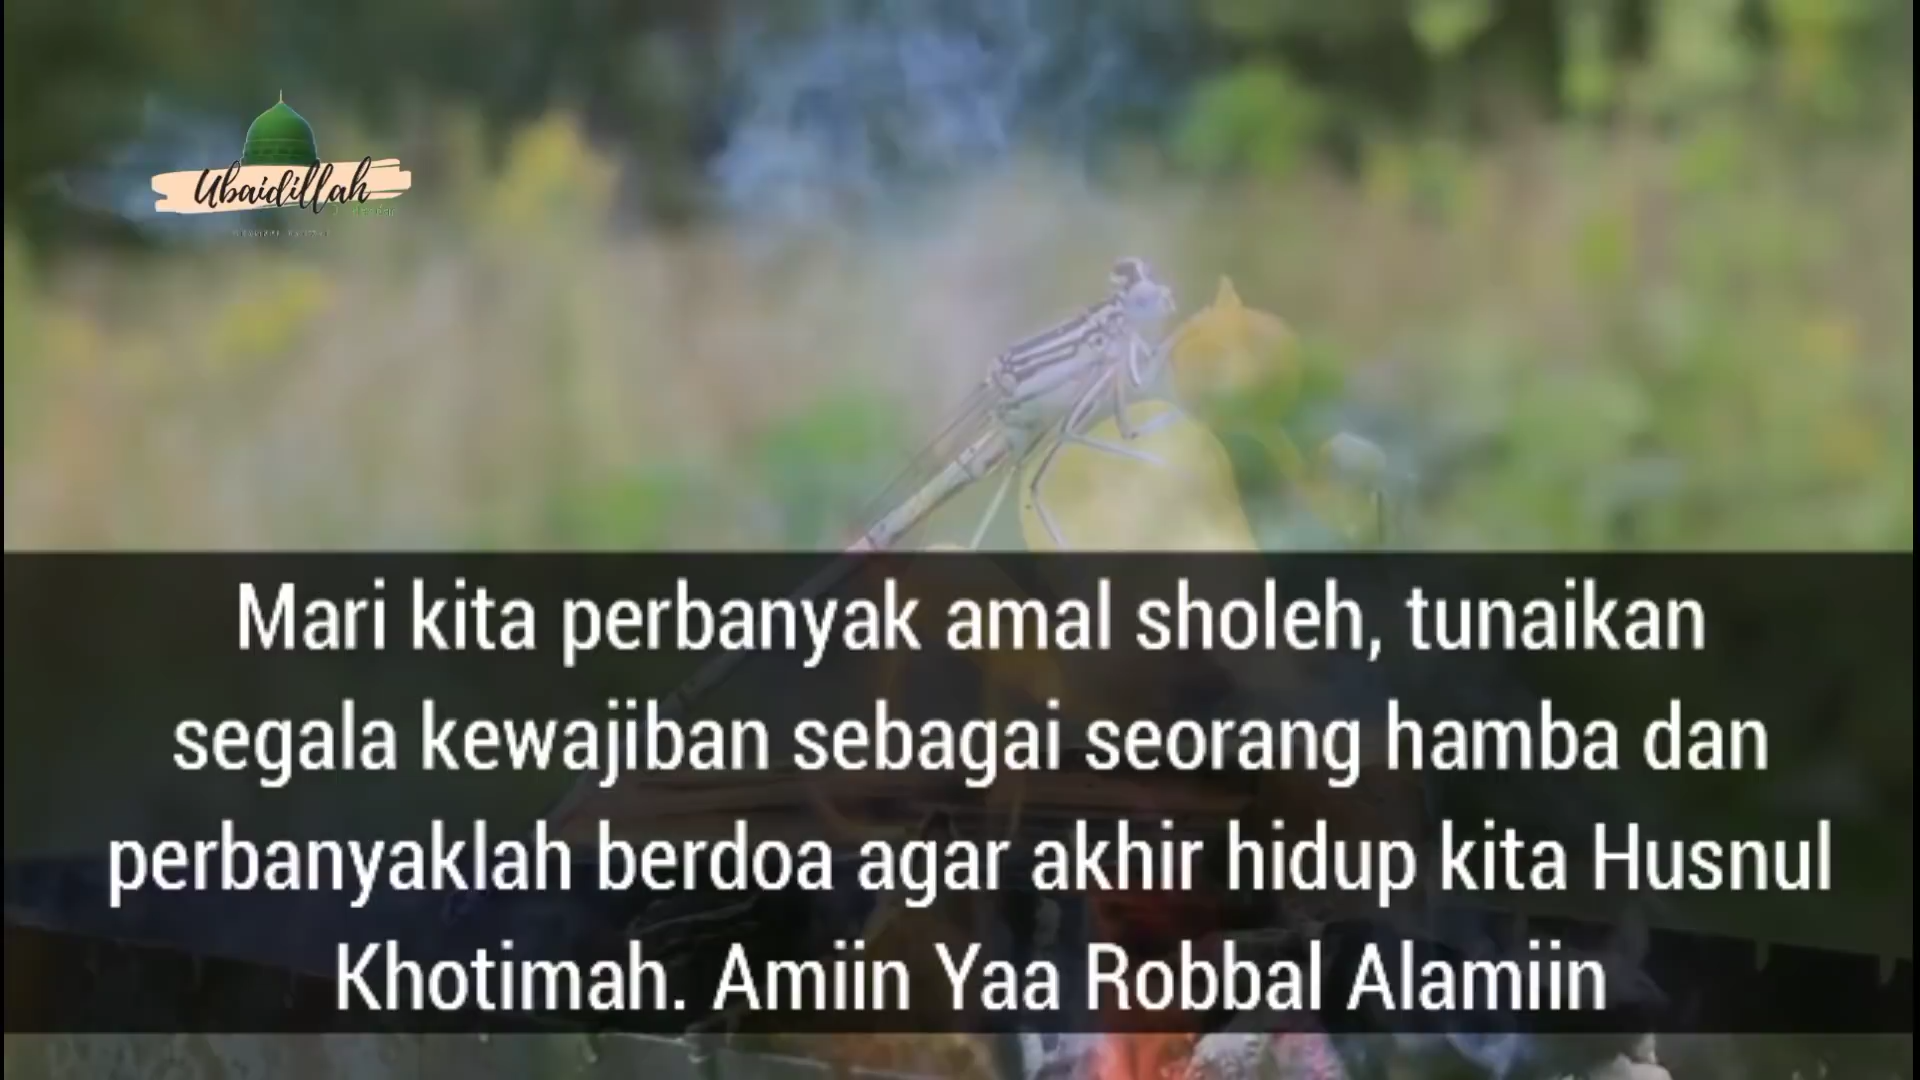 Ubaidillah
Mari kita perbanyak amal sholeh, tunaikan
segala kewajiban sebagai seorang hamba dan
perbanyaklah berdoa agar akhir hidup kita Husnul
Khotimah. Amiin Yaa Robbal Alamiin